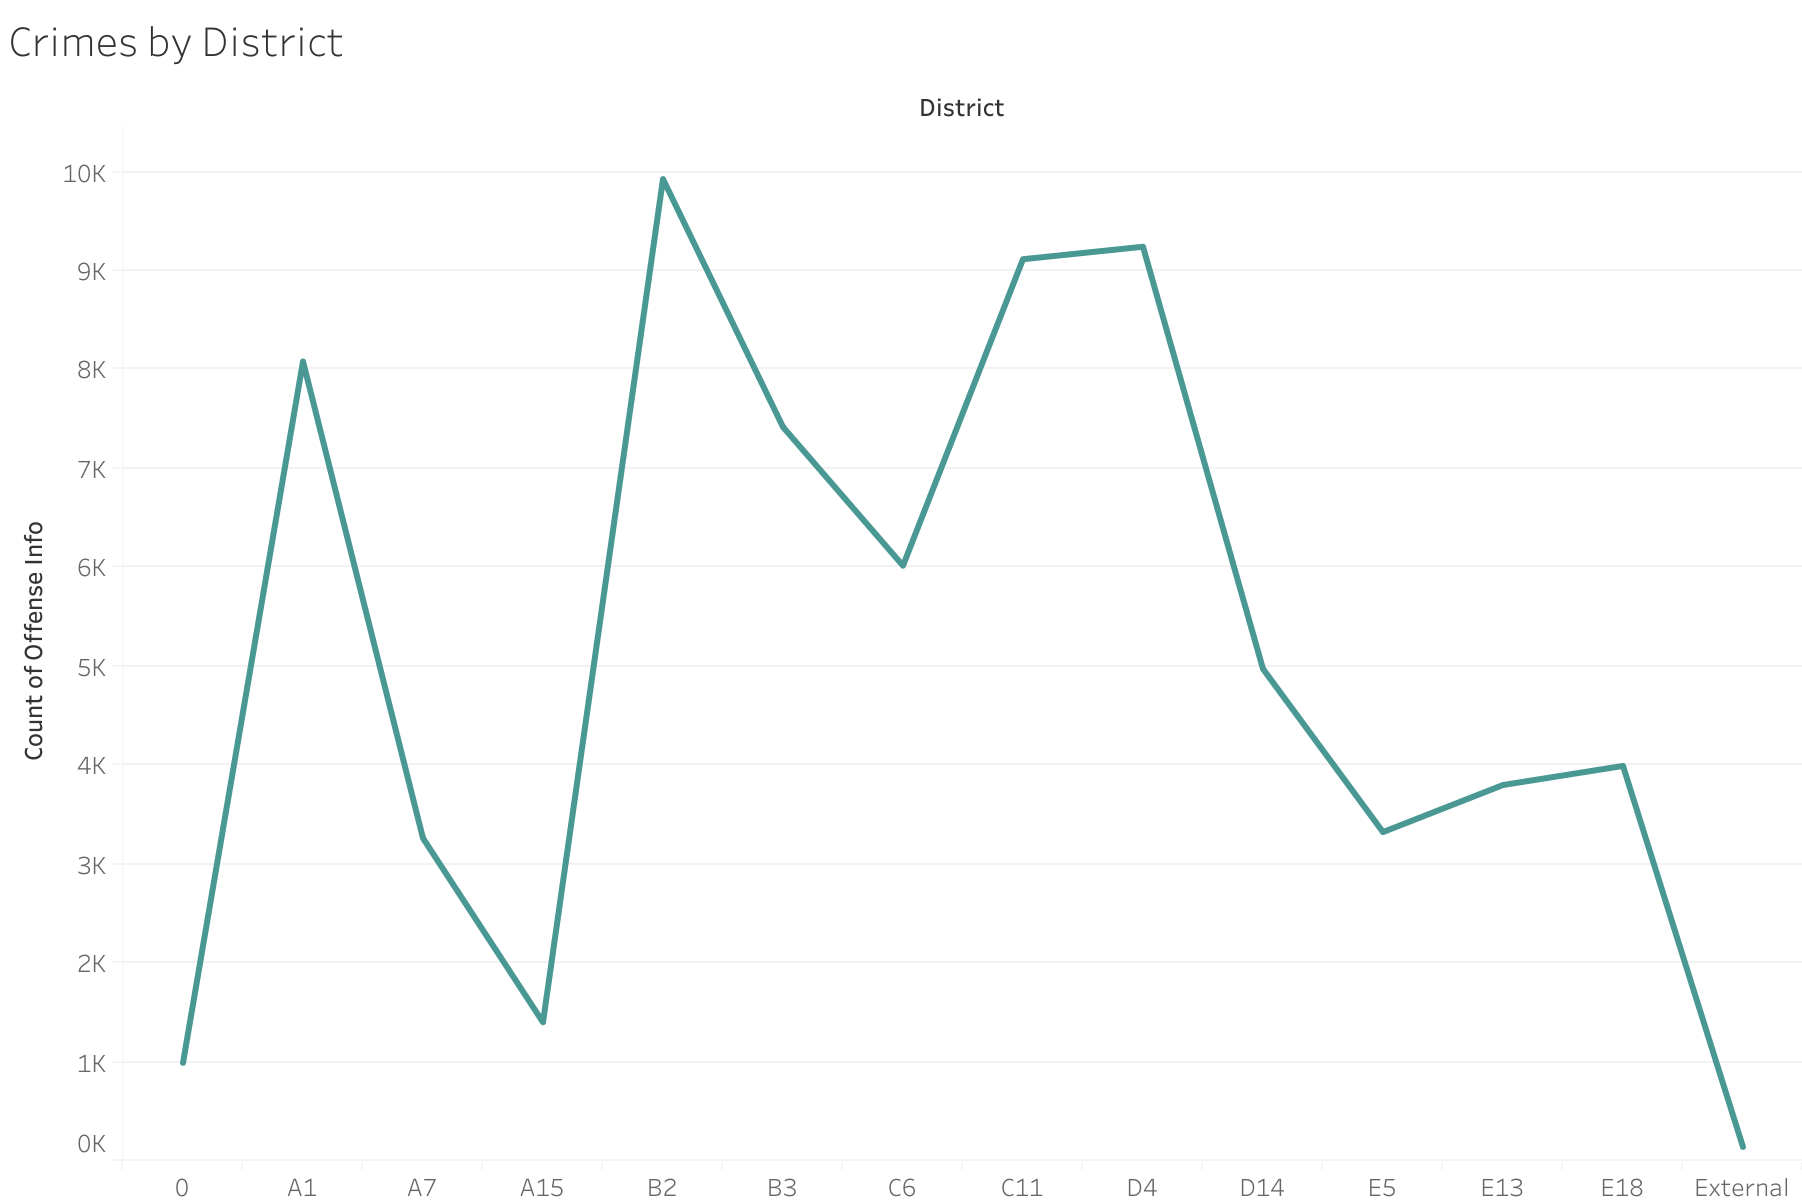 Crimes by District
District
10K
9K
8K
7K
6K
5K
4K
3K
2K
1K
0K
Count of Offense Info
0 A1 A7 A15 B2 B3 C6 C11 D4 D14 E5 E13 E18 External